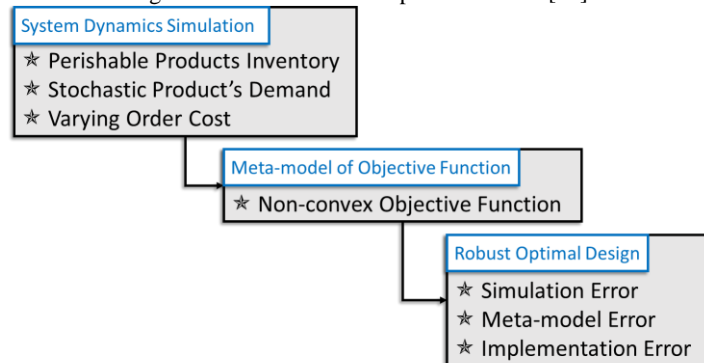 System Dynamics Simulation
✯ Perishable Products Inventory
✯ Stochastic Product's Demand
✯ Varying Order Cost
Meta-model of Objective Function
✯ Non-convex Objective Function
Robust Optimal Design
✯ Simulation Error
✯ Meta-model Error
✯ Implementation Error